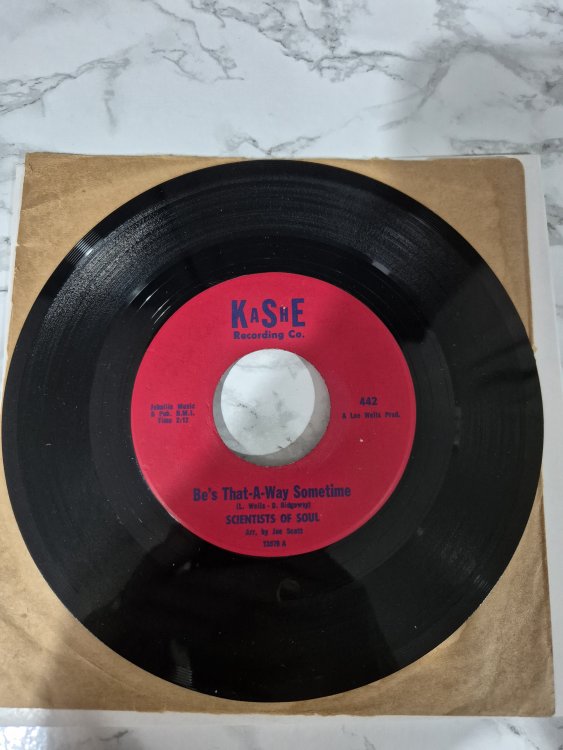 KASHE
Recording Co.
Music
& Pub. B.M.I.
Time 2:12
442
A Lee Wells Prod.
Be's That-A-Way Sometime
(L. Wells - D. Ridgeway)
SCIENTISTS OF SOUL
Arr. by Joe Scott